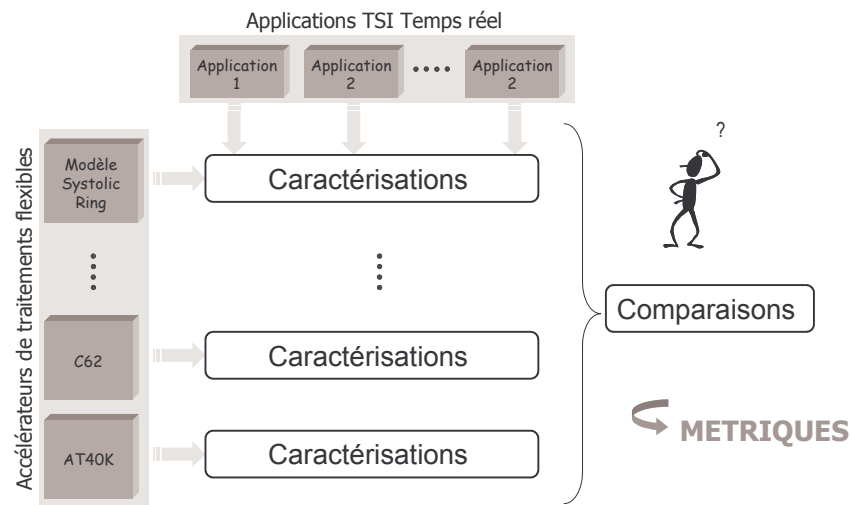 Applications TSI Temps réel
Application
1
Application
2
....
Application
2
Accélérateurs de traitements flexibles
Modèle
Systolic
Ring
Caractérisations
?
....
....
Comparaisons
C62
Caractérisations
METRIQUES
AT40K
Caractérisations